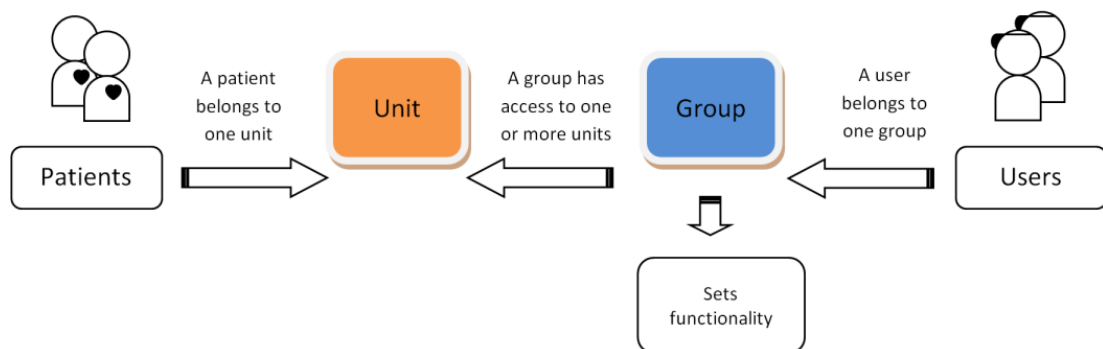 A patient
belongs to
one unit
Unit
A group has
access to one
or more units
Group
A user
belongs to
one group
Patients
Users
Sets
functionality